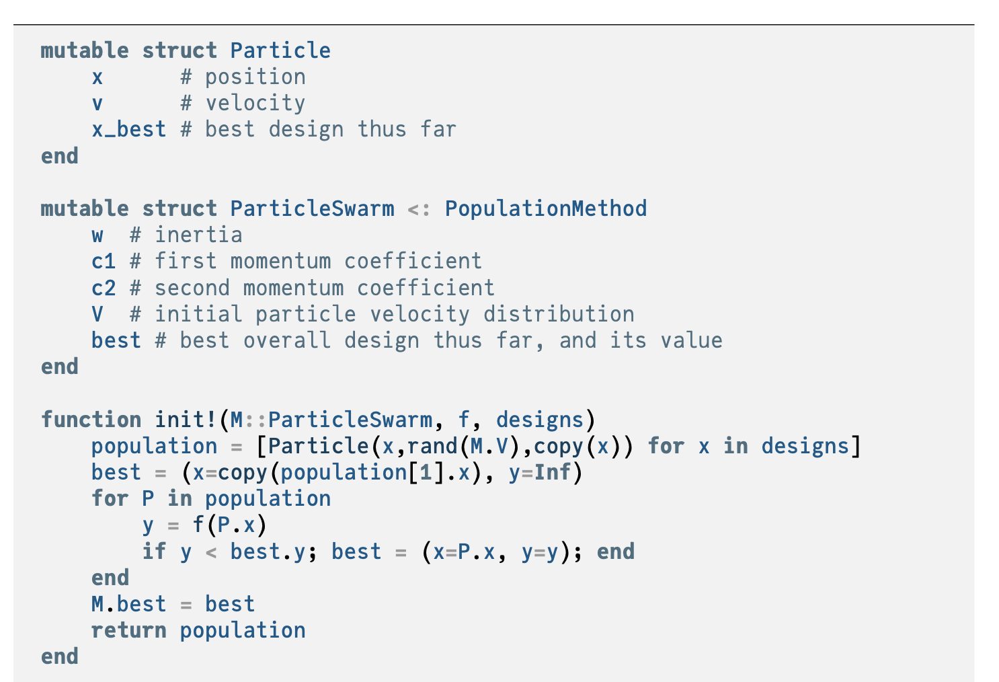 mutable struct Particle
    x      # position
    v      # velocity
    x_best # best design thus far
end

mutable struct ParticleSwarm <: PopulationMethod
    w  # inertia
    c1 # first momentum coefficient
    c2 # second momentum coefficient
    V  # initial particle velocity distribution
    best # best overall design thus far, and its value
end

function init!(M::ParticleSwarm, f, designs)
    population = [Particle(x,rand(M.V),copy(x)) for x in designs]
    best = (x=copy(population[1].x), y=Inf)
    for P in population
        y = f(P.x)
        if y < best.y; best = (x=P.x, y=y); end
    end
    M.best = best
    return population
end